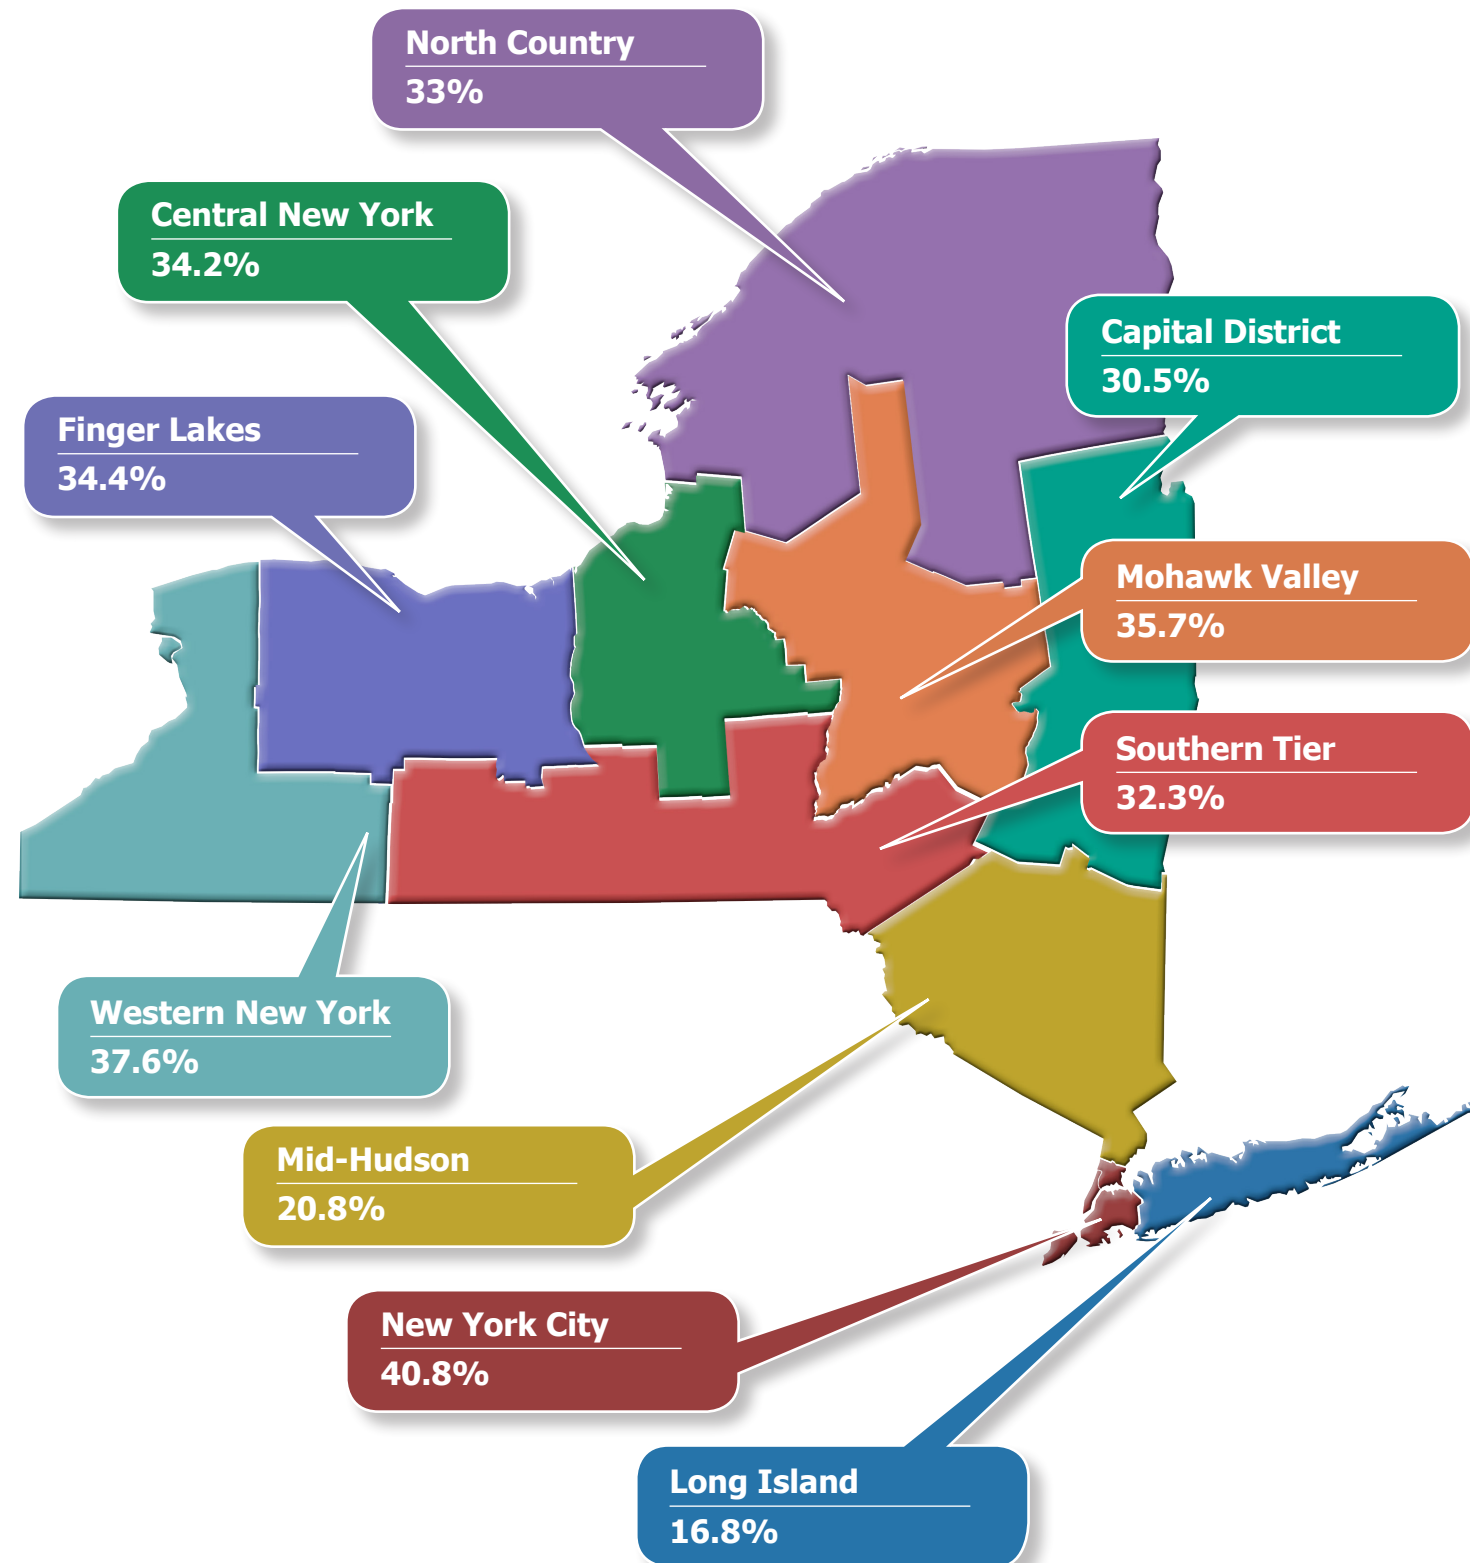 North Country
33%
Central New York
34.2%
Capital District
30.5%
Finger Lakes
34.4%
Mohawk Valley
35.7%
Southern Tier
32.3%
Western New York
37.6%
Mid-Hudson
20.8%
New York City
40.8%
Long Island
16.8%